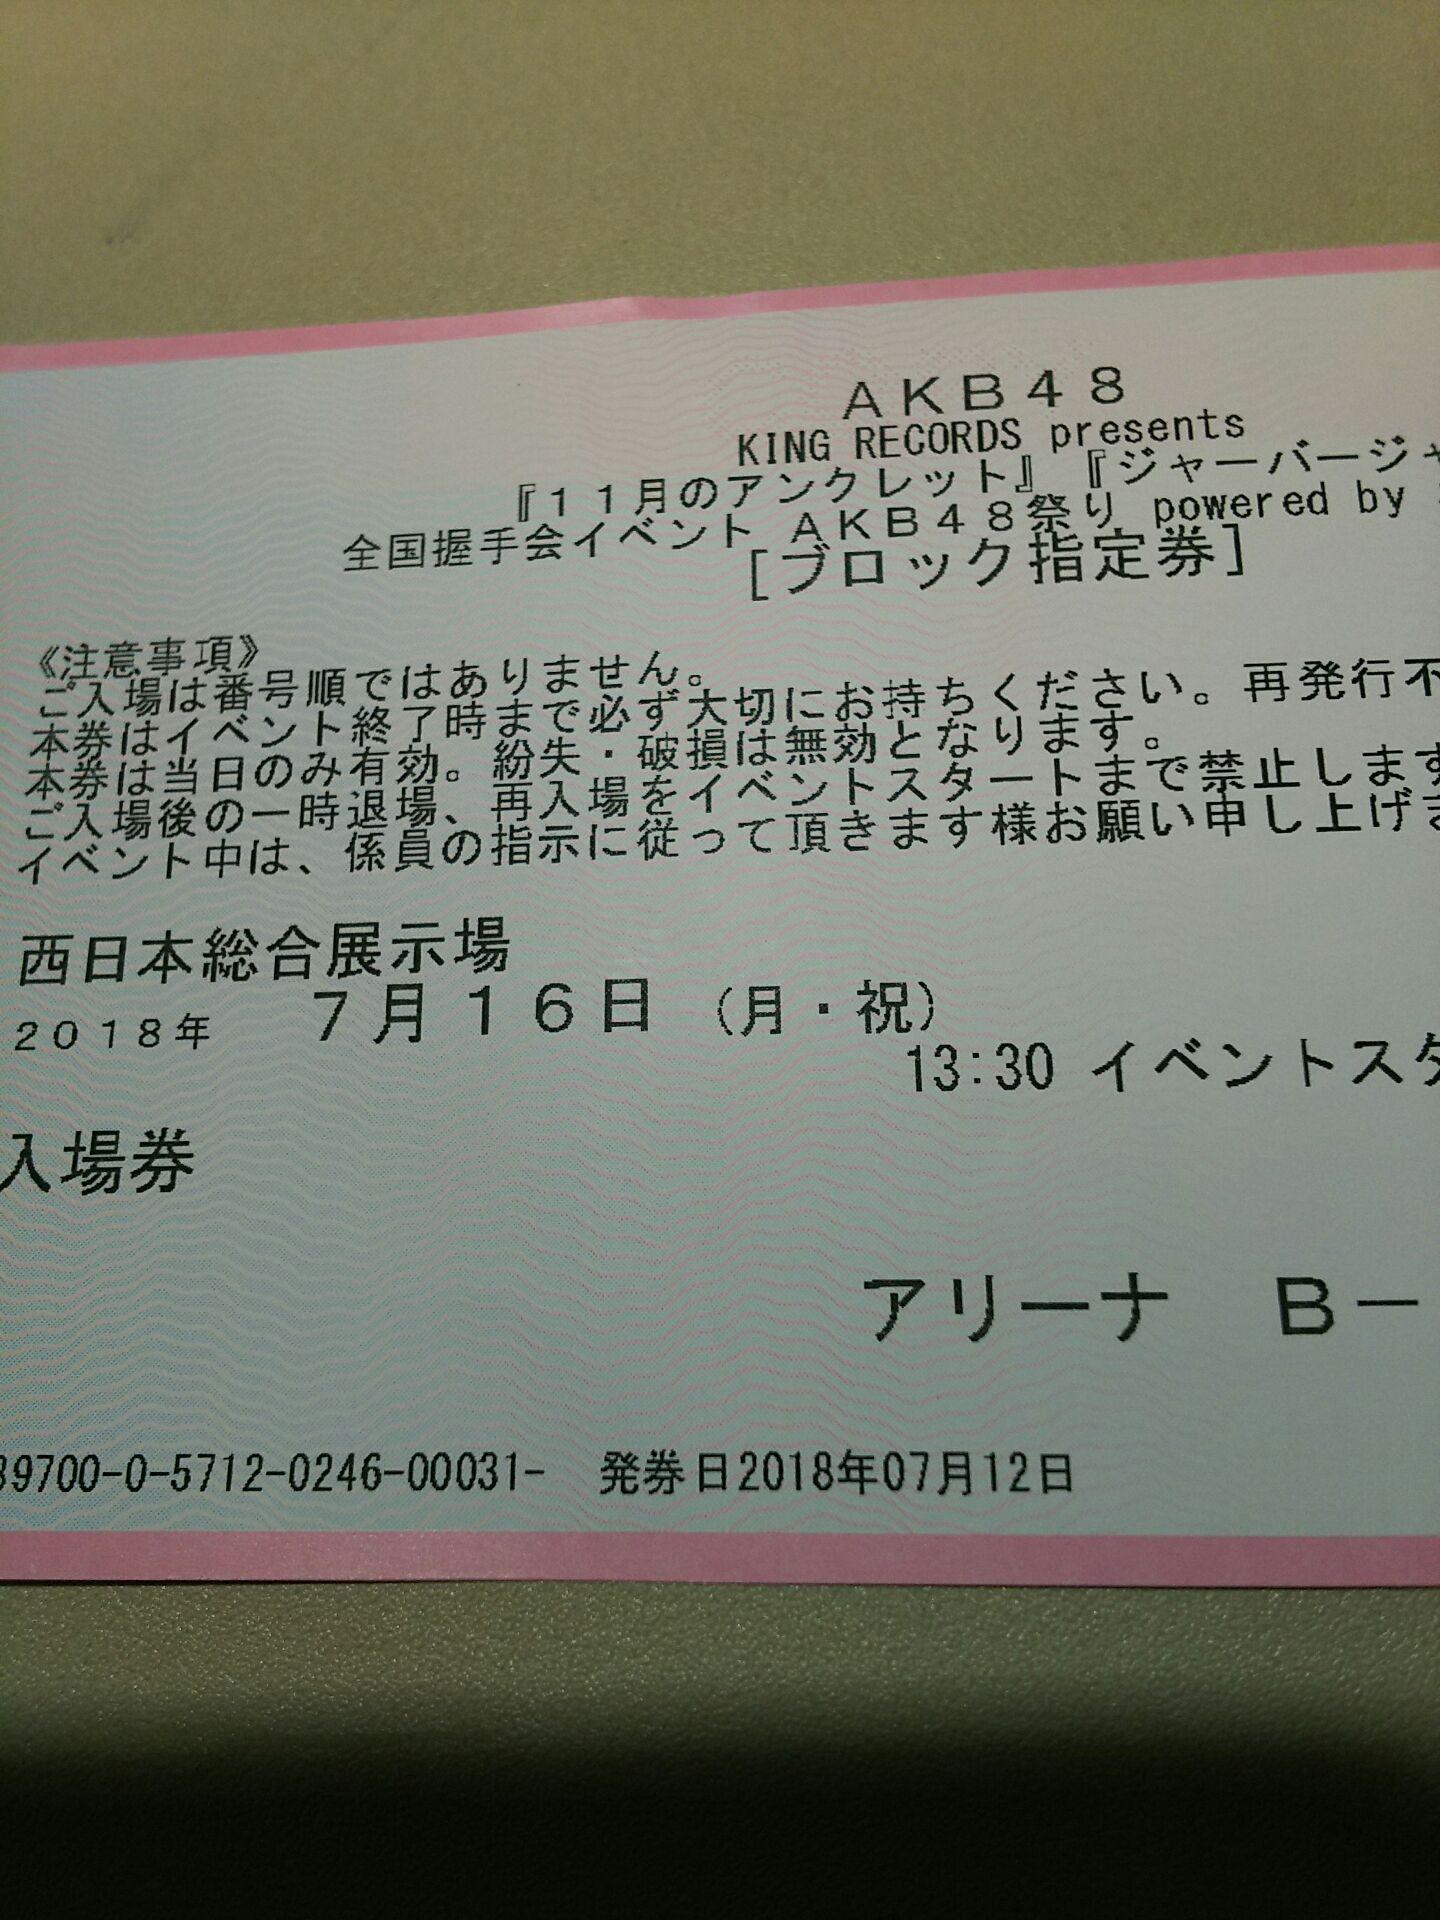 ＡＫＢ４８
KING RECORDS presents
『１１月のアンクレット』『ジャーバージャ
全国握手会イベント ＡＫＢ４８祭り powered by
[ブロック指定券]
《注意事項》
ご入場は番号順ではありません。
本券はイベント終了時まで必ず大切にお持ちください。再発行不
本券は当日のみ有効。紛失・破損は無効となります。
ご入場後の一時退場、再入場をイベントスタートまで禁止します
イベント中は、係員の指示に従って頂きます様お願い申し上げま
西日本総合展示場
２０１８年 ７月１６日 (月・祝)
13:30 イベントスタ
入場券
アリーナ Ｂ－
39700-0-5712-0246-00031- 発券日2018年07月12日